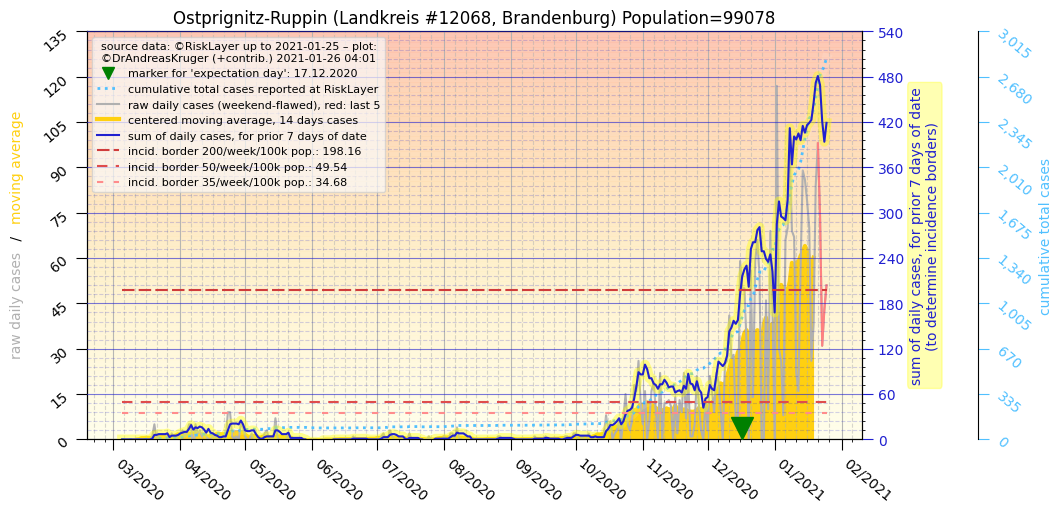 Ostprignitz-Ruppin (Landkreis #12068, Brandenburg) Population=99078
source data: ©RiskLayer up to 2021-01-25 – plot:
©DrAndreasKruger (+contrib.) 2021-01-26 04:01
marker for 'expectation day': 17.12.2020
cumulative total cases reported at RiskLayer
raw daily cases (weekend-flawed), red: last 5
centered moving average, 14 days cases
sum of daily cases, for prior 7 days of date
incid. border 200/week/100k pop.: 198.16
incid. border 50/week/100k pop.: 49.54
incid. border 35/week/100k pop.: 34.68
raw daily cases / moving average
135
120
105
90
75
60
45
30
15
0
03/2020
04/2020
05/2020
06/2020
07/2020
08/2020
09/2020
10/2020
11/2020
12/2020
01/2021
02/2021
540
480
420
360
300
240
180
120
60
0
sum of daily cases, for prior 7 days of date
(to determine incidence borders)
3,015
2,680
2,345
2,010
1,675
1,340
1,005
670
335
0
cumulative total cases